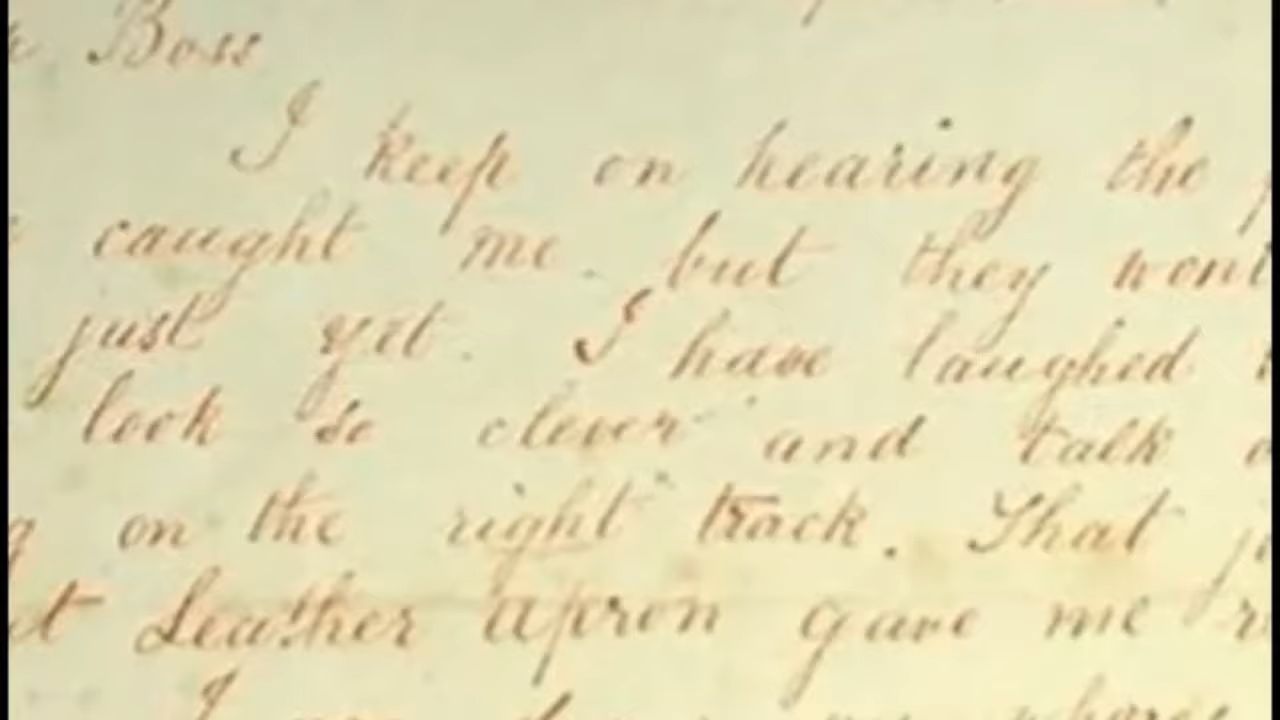 Boss
I keep on hearing the
caught me. but they wont
just yet. I have laughed
look so clever and talk
on the right track. That
Leather apron gave me
I whores